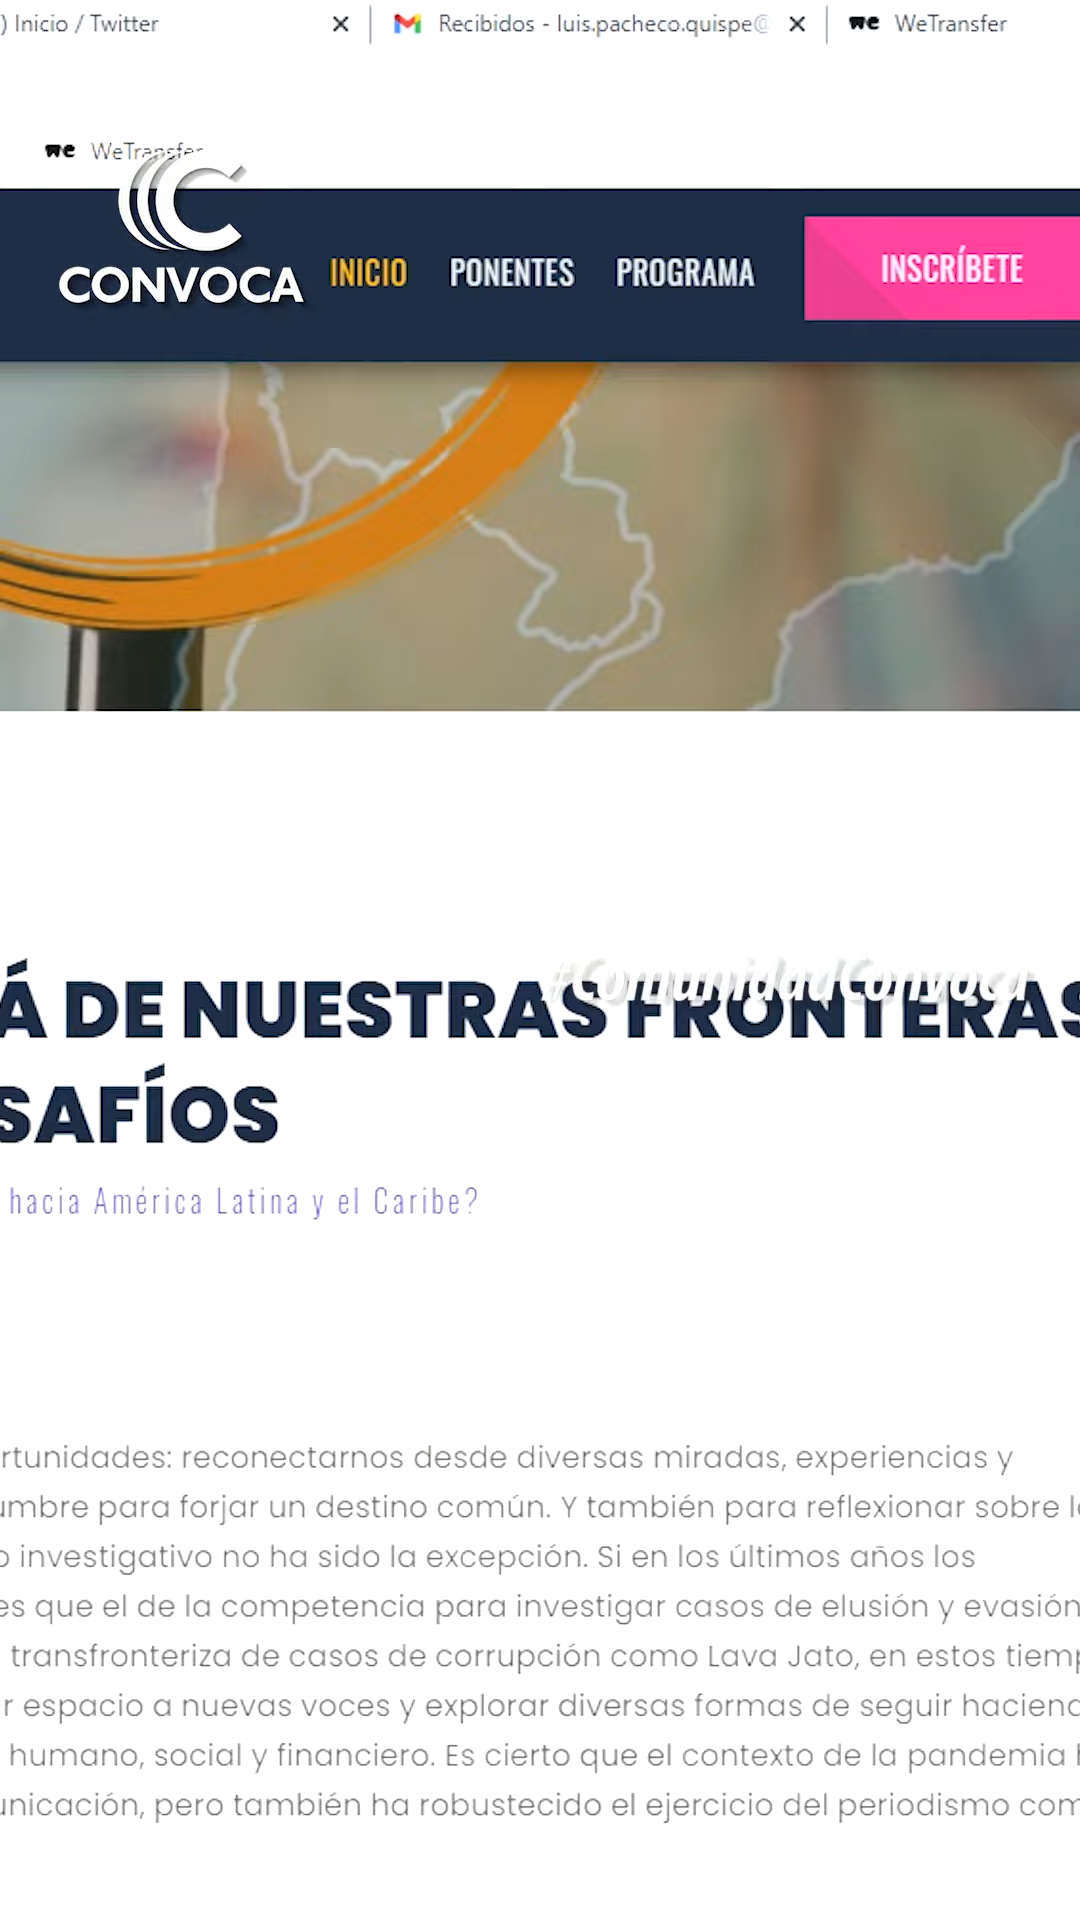 ) Inicio / Twitter
Recibidos - luis.pacheco.quispe@
WeTransfer
WeTransfer
CONVOCA
INICIO
PONENTES
PROGRAMA
INSCRÍBETE
#ComunidadConvoca
Á DE NUESTRAS FRONTERAS
SAFÍOS
hacia América Latina y el Caribe?
rtunidades: reconectarnos desde diversas miradas, experiencias y
umbre para forjar un destino común. Y también para reflexionar sobre l
o investigativo no ha sido la excepción. Si en los últimos años los
es que el de la competencia para investigar casos de elusión y evasión
transfronteriza de casos de corrupción como Lava Jato, en estos tiemp
r espacio a nuevas voces y explorar diversas formas de seguir haciend
humano, social y financiero. Es cierto que el contexto de la pandemia h
unicación, pero también ha robustecido el ejercicio del periodismo com